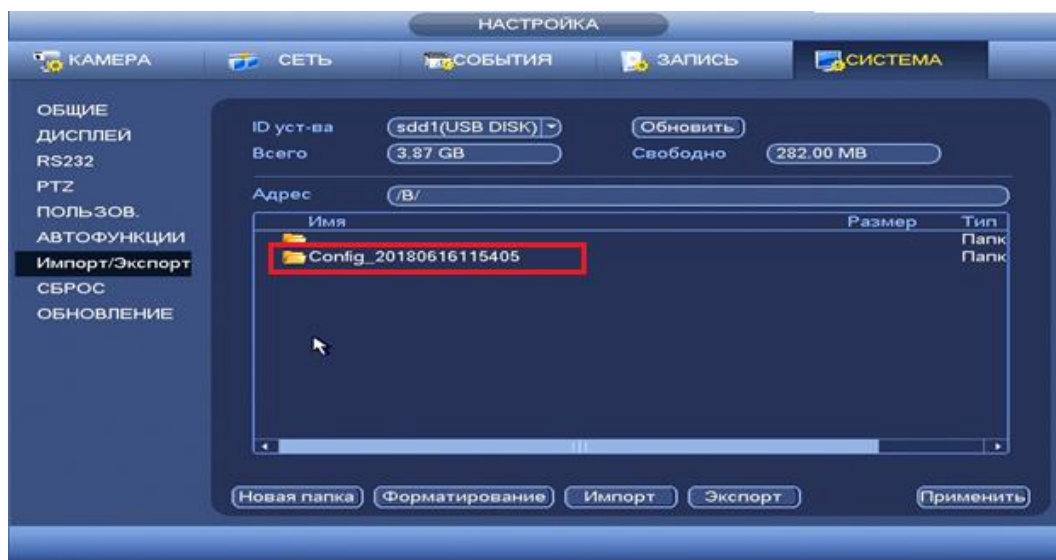 НАСТРОЙКА
КАМЕРА СЕТЬ СОБЫТИЯ ЗАПИСЬ СИСТЕМА
ОБЩИЕ
ДИСПЛЕЙ
RS232
PTZ
ПОЛЬЗОВ.
АВТОФУНКЦИИ
Импорт/Экспорт
СБРОС
ОБНОВЛЕНИЕ
ID уст-ва sdd1(USB DISK) Обновить
Всего 3.87 GB Свободно 282.00 MB
Адрес /B/
Имя Размер Тип
Папк
Config_20180616115405 Папк
Новая папка Форматирование Импорт Экспорт Применить